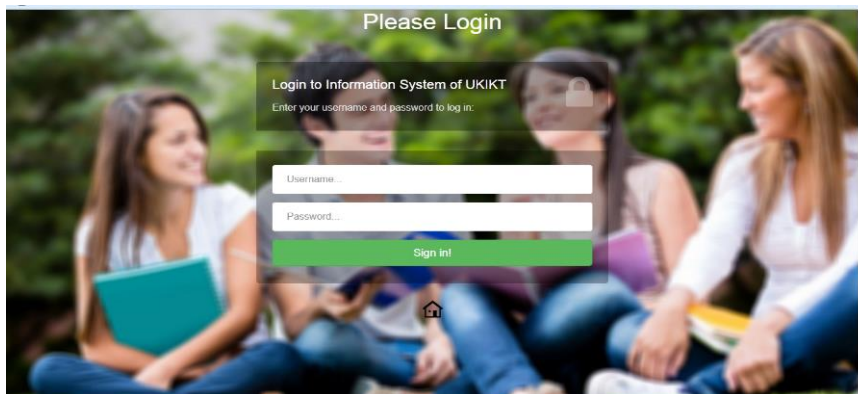 Please Login
Login to Information System of UKIKT
Enter your username and password to log in:
Username...
Password...
Sign in!